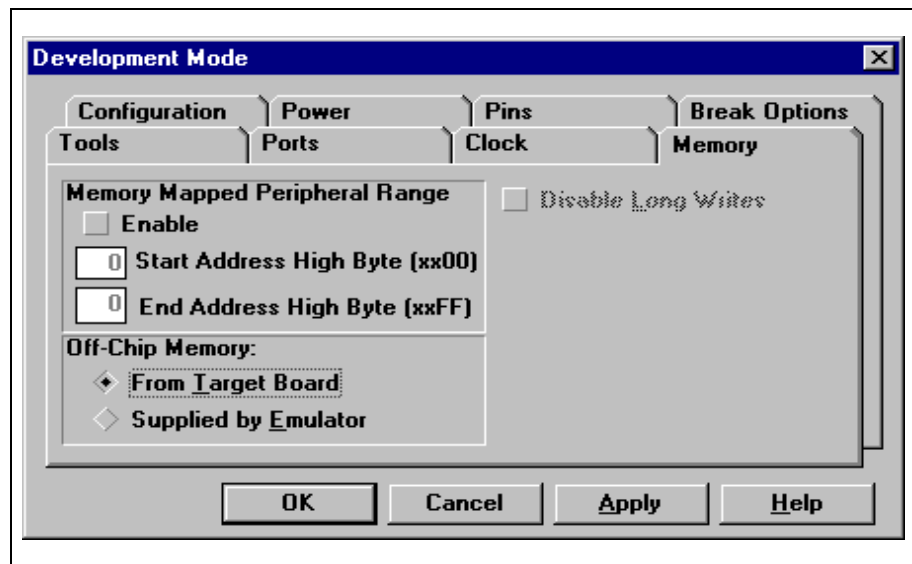 Development Mode
Configuration Power Pins Break Options
Tools Ports Clock Memory
Memory Mapped Peripheral Range
Enable
0 Start Address High Byte (xx00)
0 End Address High Byte (xxFF)
Disable Long Writes
Off-Chip Memory:
From Target Board
Supplied by Emulator
OK Cancel Apply Help